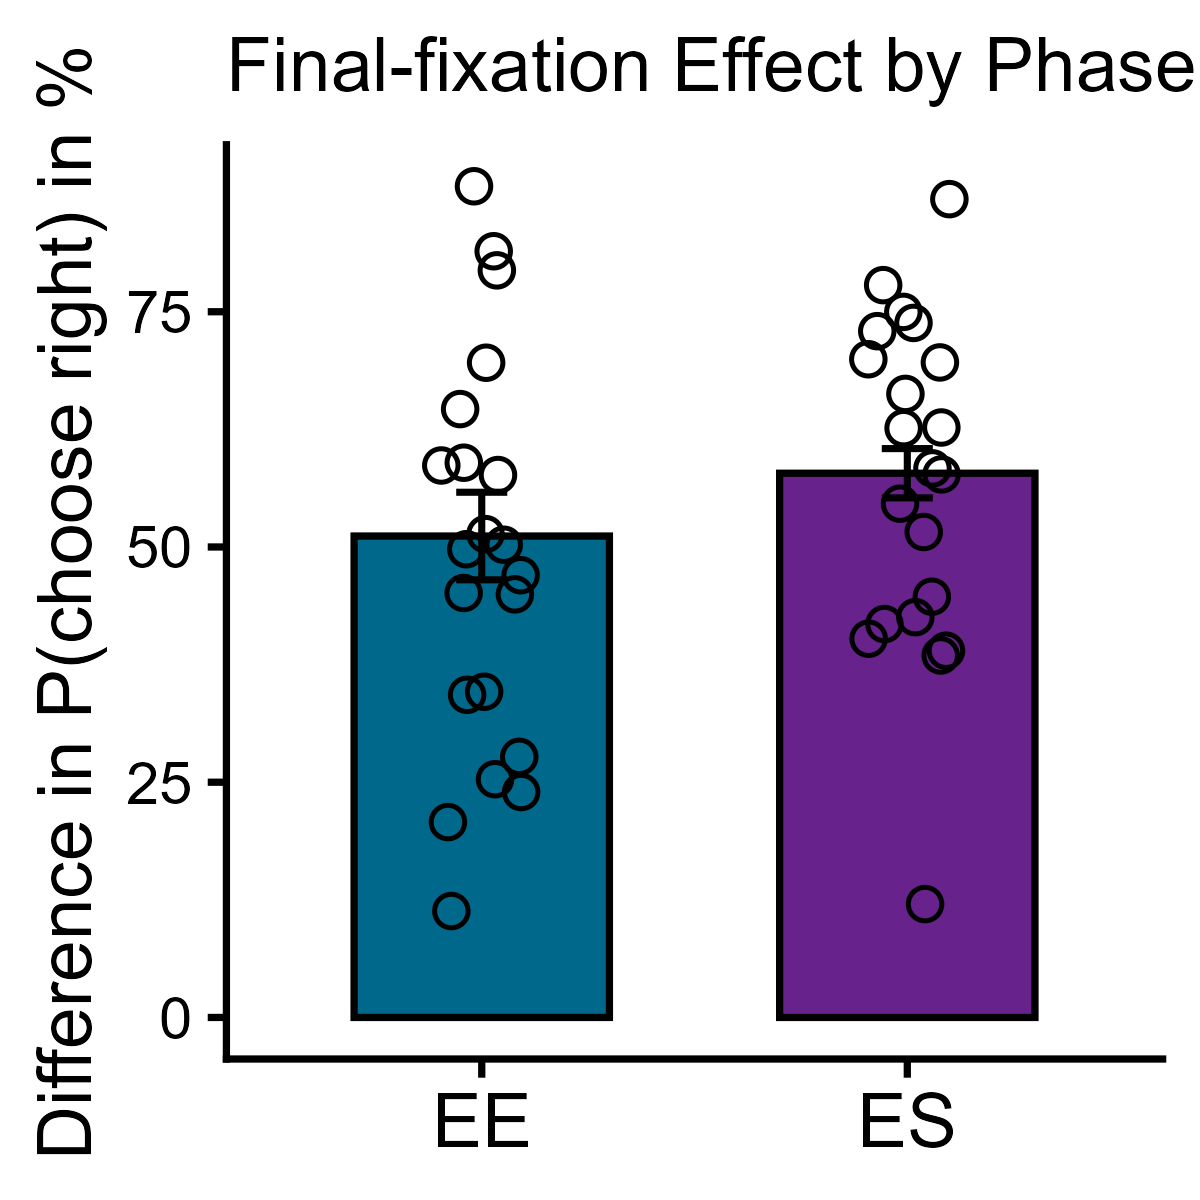 Final-fixation Effect by Phase
Difference in P(choose right) in %
75
50
25
0
EE
ES